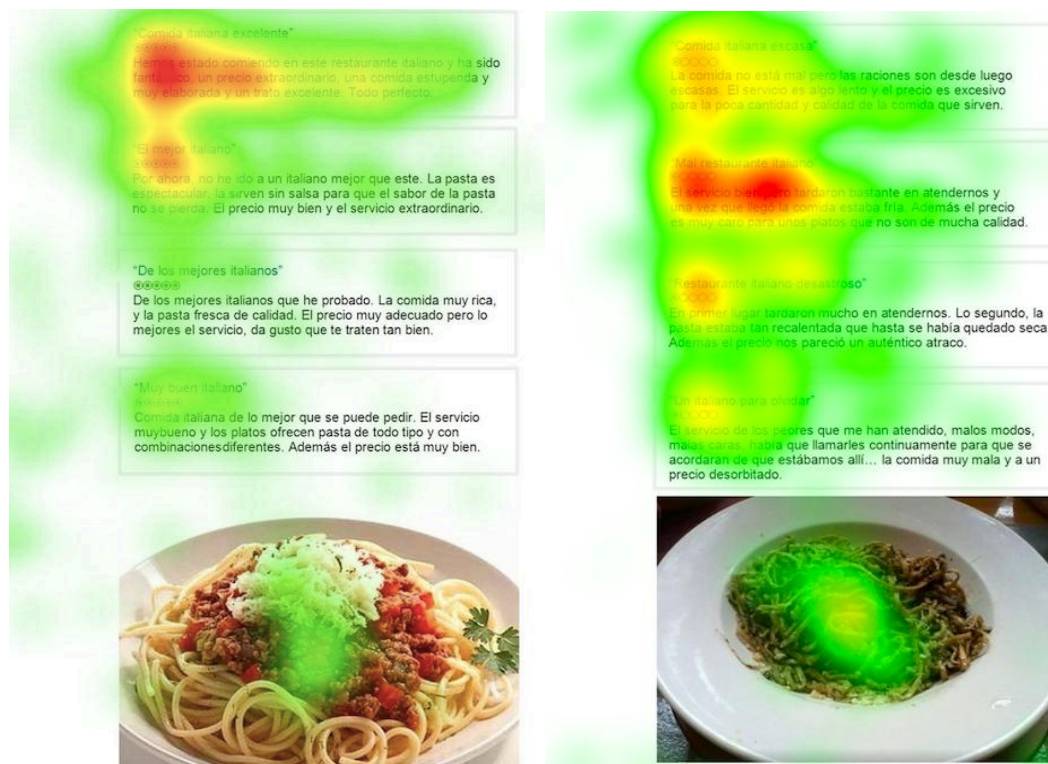 "Comida italiana excelente"
Hemos estado comiendo en este restaurante italiano y ha sido
fantástico, un precio extraordinario, una comida estupenda y
muy elaborada y un trato excelente. Todo perfecto.
"El mejor italiano"
Por ahora, no he ido a un italiano mejor que este. La pasta es
espectacular, la sirven sin salsa para que el sabor de la pasta
no se pierda. El precio muy bien y el servicio extraordinario.
"De los mejores italianos"
De los mejores italianos que he probado. La comida muy rica,
y la pasta fresca de calidad. El precio muy adecuado pero lo
mejores el servicio, da gusto que te traten tan bien.
"Muy buen italiano"
Comida italiana de lo mejor que se puede pedir. El servicio
muybueno y los platos ofrecen pasta de todo tipo y con
combinacionesdiferentes. Además el precio está muy bien.
"Comida italiana escasa"
La comida no está mal pero las raciones son desde luego
escasas. El servicio es algo lento y el precio es excesivo
para la poca cantidad y calidad de la comida que sirven.
"Mal restaurante italiano"
El servicio bien pero tardaron bastante en atendernos y
una vez que llegó la comida estaba fría. Además el precio
es muy caro para unos platos que no son de mucha calidad.
"Restaurante italiano desastroso"
En primer lugar tardaron mucho en atendernos. Lo segundo, la
pasta estaba tan recalentada que hasta se había quedado seca
Además el precio nos pareció un auténtico atraco.
"Un italiano para olvidar"
El servicio de los peores que me han atendido, malos modos,
malas caras, había que llamarles continuamente para que se
acordaran de que estábamos allí... la comida muy mala y a un
precio desorbitado.